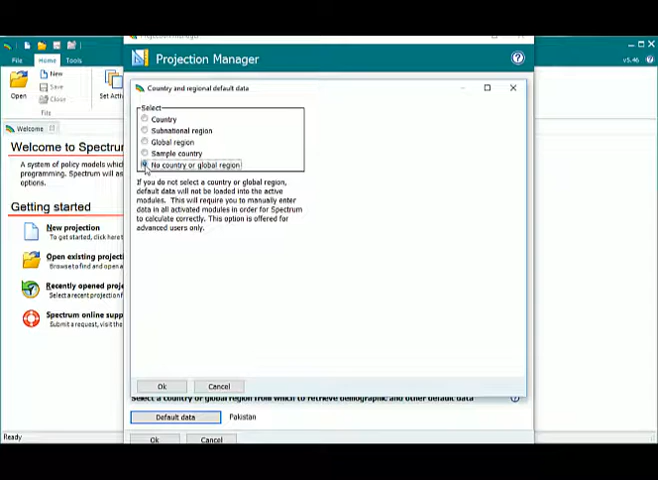 Projection Manager
File
Home
Tools
v5.46
Open
New
Save
Close
File
Set Activ
Country and regional default data
Welcome
Select
Country
Subnational region
Global region
Sample country
No country or global region
Welcome to Spectrum
A system of policy models which
programming. Spectrum will as
options.
If you do not select a country or global region,
default data will not be loaded into the active
modules. This will require you to manually enter
data in all activated modules in order for Spectrum
to calculate correctly. This option is offered for
advanced users only.
Getting started
New projection
To get started, click here t
Open existing project
Browse to find and open a
Recently opened proje
Select a recent projection f
Spectrum online supp
Submit a request, visit the
Ok
Cancel
Select a country or global region from which to retrieve demographic and other default data
Default data
Pakistan
Ready
Ok
Cancel